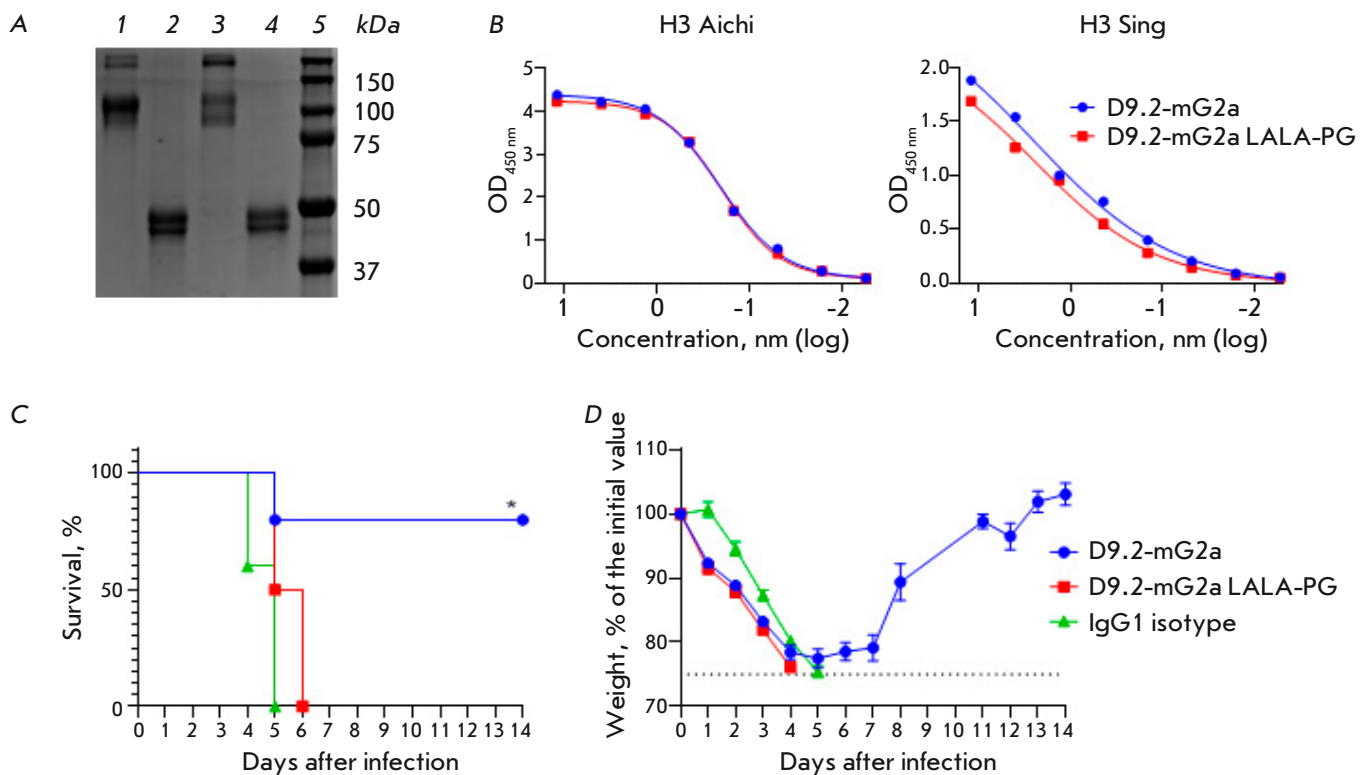 A 1 2 3 4 5 kDa
150
100
75
50
37
B H3 Aichi
OD450 nm
5
4
3
2
1
0
1 0 -1 -2
Concentration, nm (log)
H3 Sing
OD450 nm
2.0
1.5
1.0
0.5
0.0
1 0 -1 -2
Concentration, nm (log)
D9.2-mG2a
D9.2-mG2a LALA-PG
C
Survival, %
100
50
0
0 1 2 3 4 5 6 7 8 9 10 11 12 13 14
Days after infection
*
D
Weight, % of the initial value
110
100
90
80
70
0 1 2 3 4 5 6 7 8 9 10 11 12 13 14
Days after infection
D9.2-mG2a
D9.2-mG2a LALA-PG
IgG1 isotype